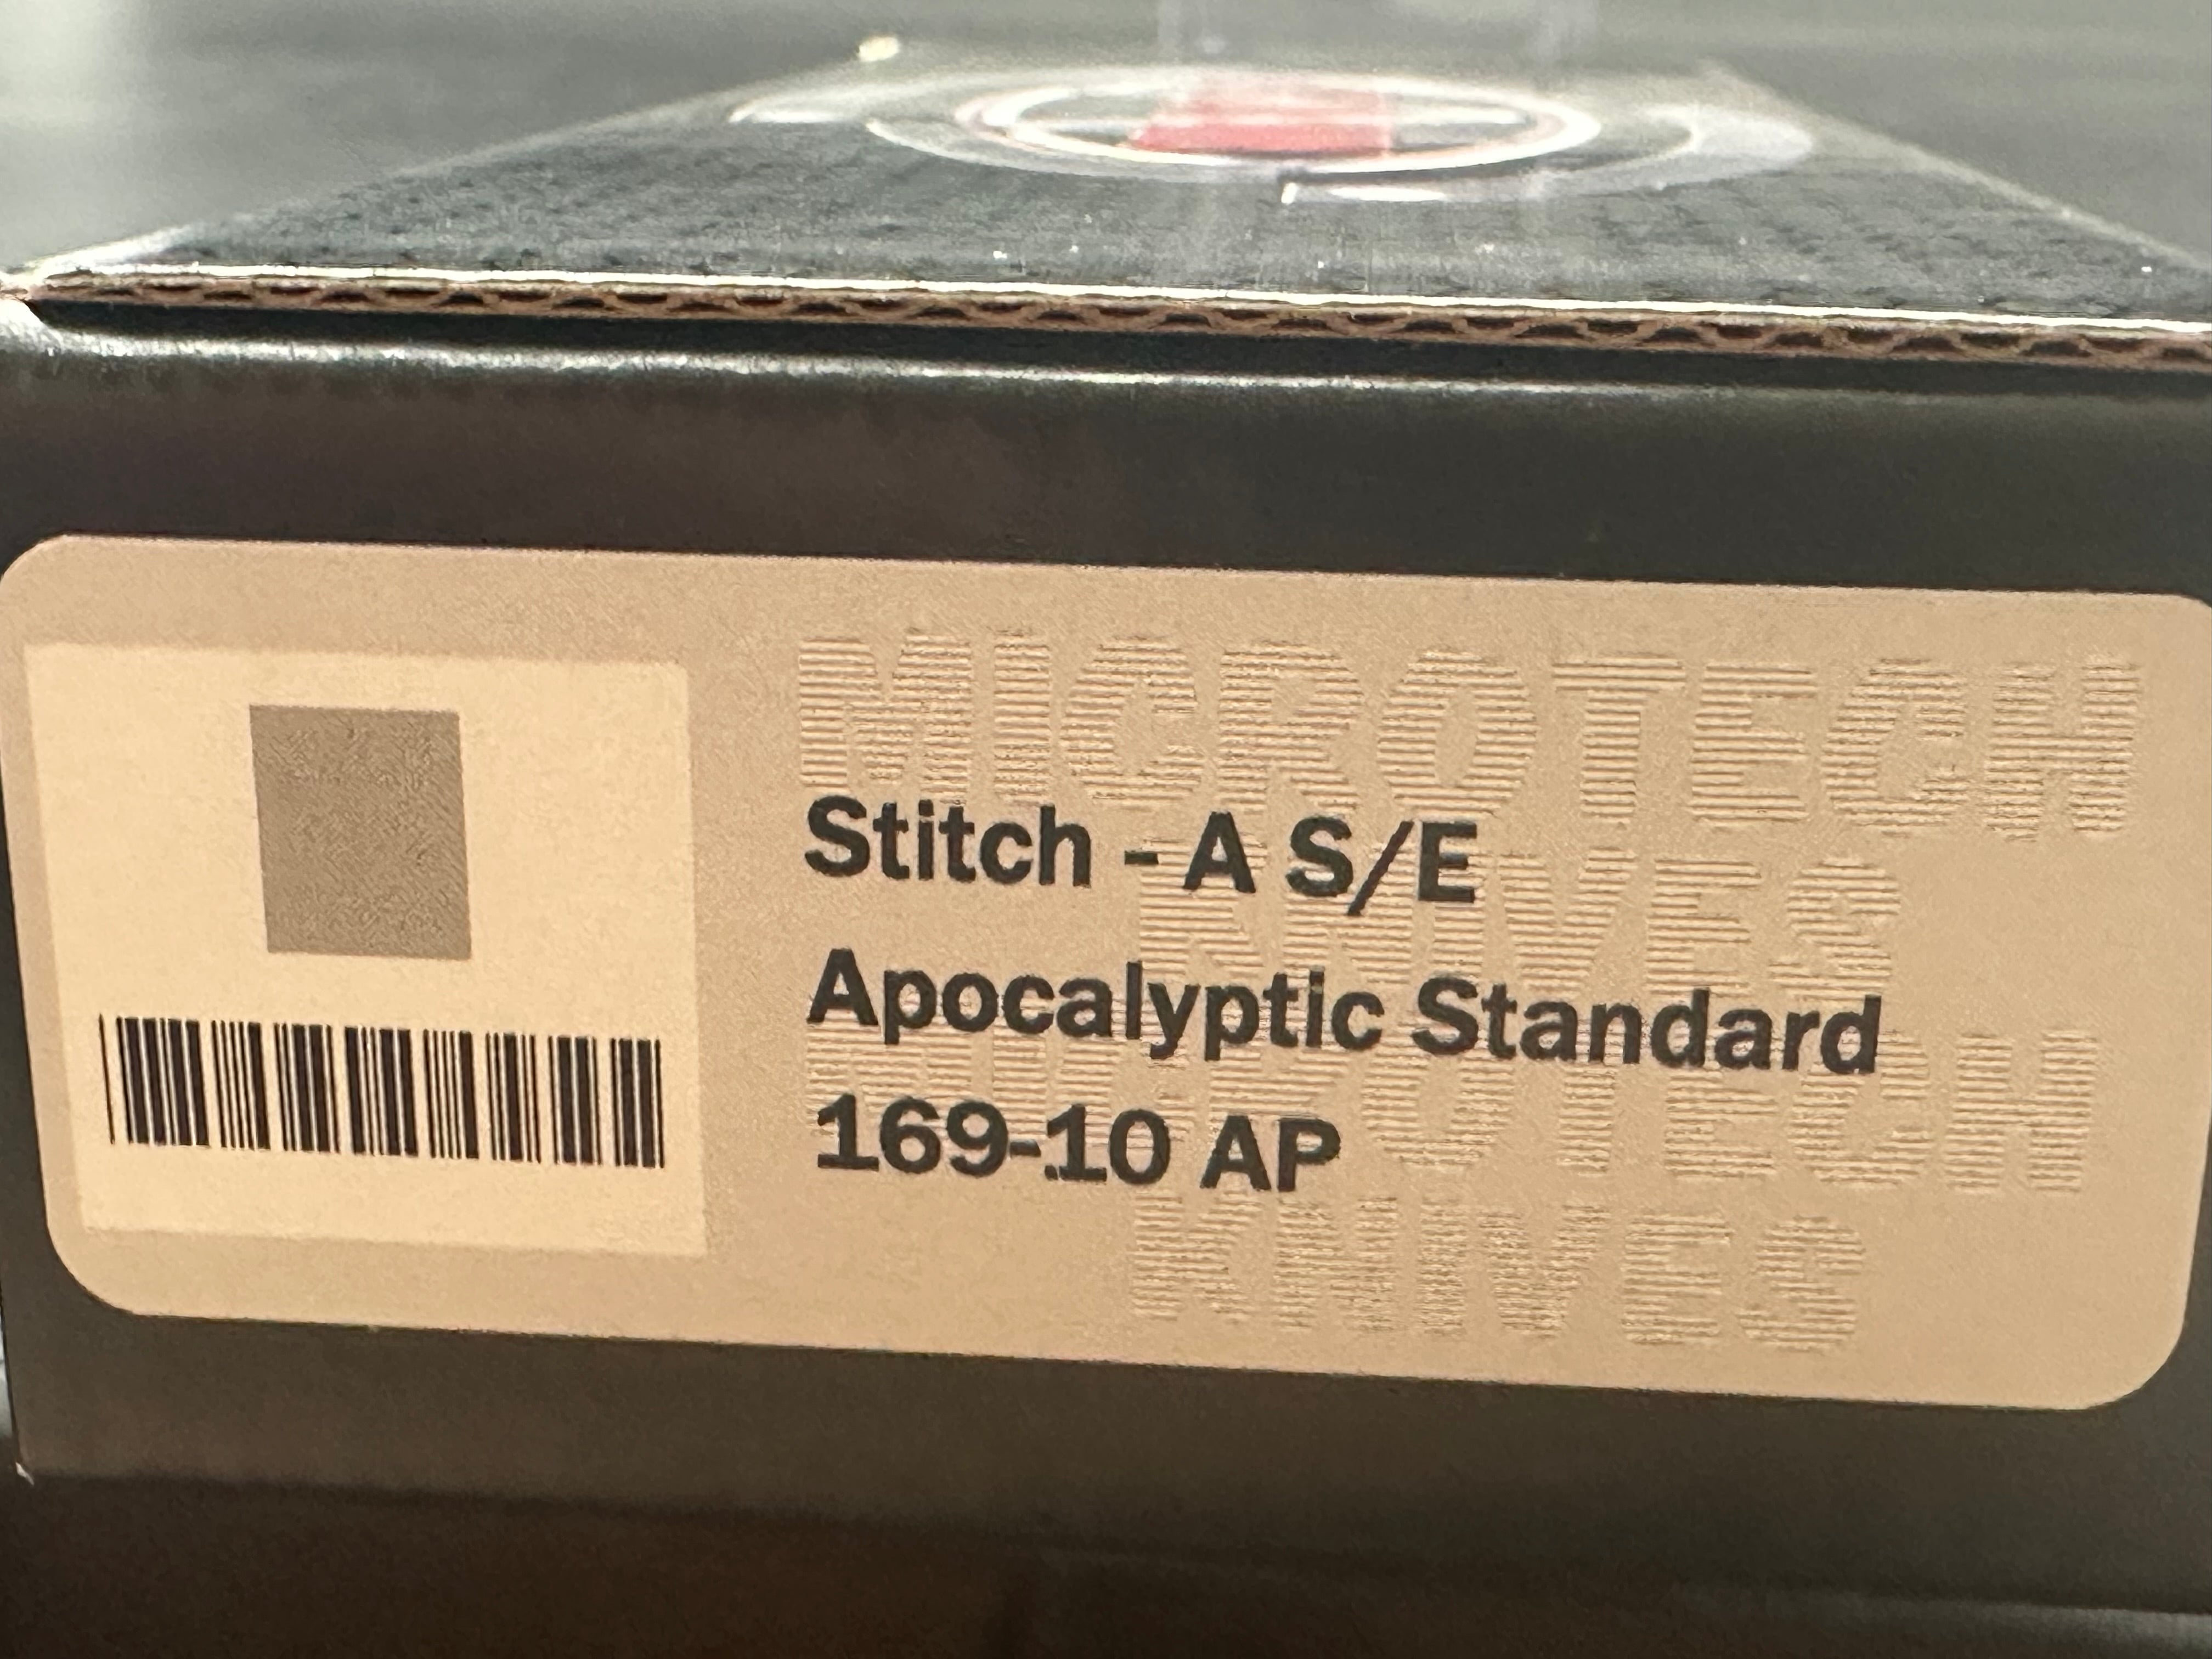 MICROTECH
Stitch - A S/E
KNIVES
Apocalyptic Standard
MICROTECH
169-10 AP
KNIVES